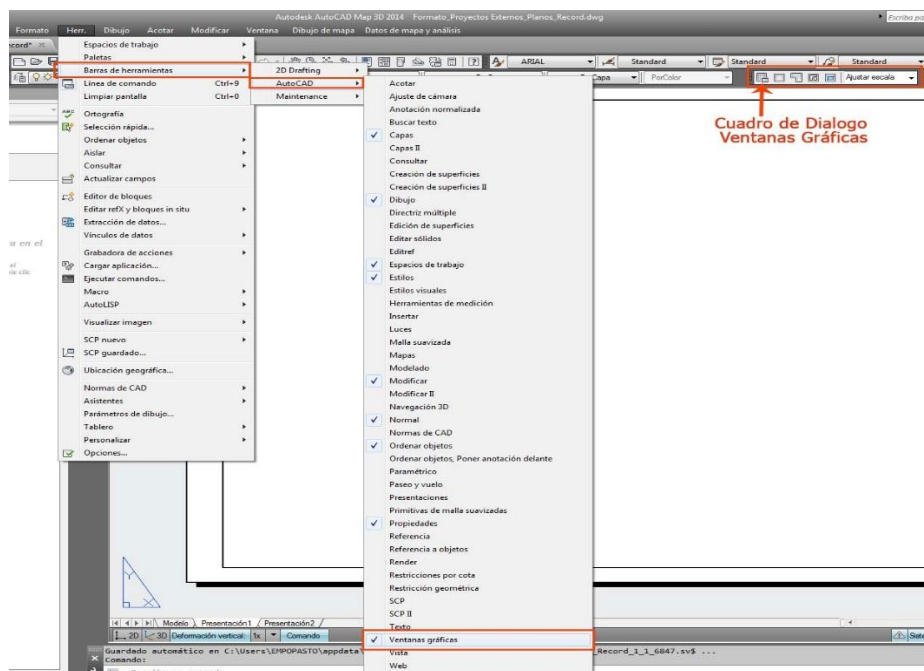 Autodesk AutoCAD Map 3D 2014 Formato_Proyectos Externos_Planos_Record.dwg
Escriba pa
Formato Herr. Dibujo Acotar Modificar Ventana Dibujo de mapa Datos de mapa y análisis
cord*
Espacios de trabajo
Paletas
Barras de herramientas
Línea de comando Ctrl+9
Limpiar pantalla Ctrl+0
Ortografía
Selección rápida...
Ordenar objetos
Aislar
Consultar
Actualizar campos
Editor de bloques
Editar refX y bloques in situ
Extracción de datos...
Vínculos de datos
Grabadora de acciones
Cargar aplicación...
Ejecutar comandos...
Macro
AutoLISP
Visualizar imagen
SCP nuevo
SCP guardado...
Ubicación geográfica...
Normas de CAD
Asistentes
Parámetros de dibujo...
Tablero
Personalizar
Opciones...
2D Drafting
AutoCAD
Maintenance
Acotar
Ajuste de cámara
Anotación normalizada
Buscar texto
Capas
Capas II
Consultar
Creación de superficies
Creación de superficies II
Dibujo
Directriz múltiple
Edición de superficies
Editar sólidos
Editref
Espacios de trabajo
Estilos
Estilos visuales
Herramientas de medición
Insertar
Luces
Malla suavizada
Mapas
Modelado
Modificar
Modificar II
Navegación 3D
Normal
Normas de CAD
Ordenar objetos
Ordenar objetos, Poner anotación delante
Paramétrico
Paseo y vuelo
Presentaciones
Primitivas de malla suavizadas
Propiedades
Referencia
Referencia a objetos
Render
Restricciones por cota
Restricción geométrica
SCP
SCP II
Texto
Ventanas gráficas
Vista
Web
ARIAL Standard Standard Standard
Capa PorColor Ajustar escala
Cuadro de Dialogo
Ventanas Gráficas
a en el
Modelo Presentación1 Presentación2
2D 3D Deformación vertical: 1x Comando
Guardado automático en C:\Users\EMPOPASTO\appdata\
_Record_1_1_6847.sv$ ...
Comando: